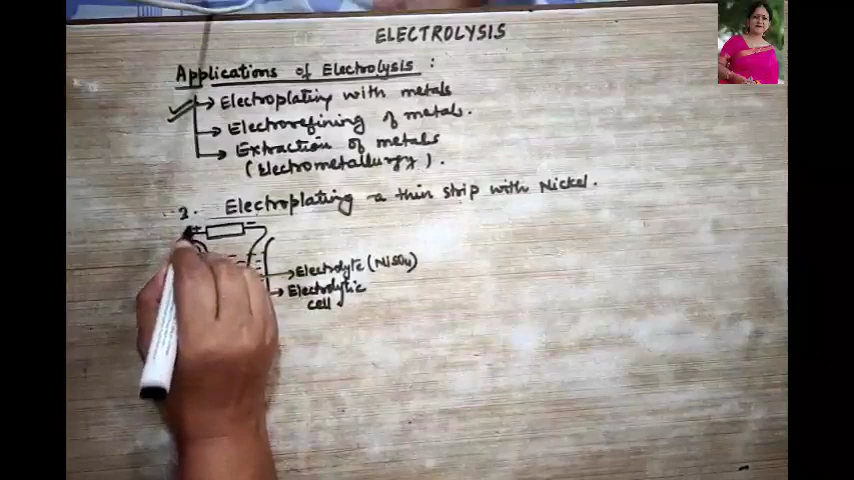 ELECTROLYSIS
Applications of Electrolysis :
Electroplating with metals
Electrorefining of metals.
Extraction of metals
(Electrometallurgy).
2. Electroplating a thin strip with Nickel.
+ −
Electrolyte (NiSO4)
Electrolytic
cell.